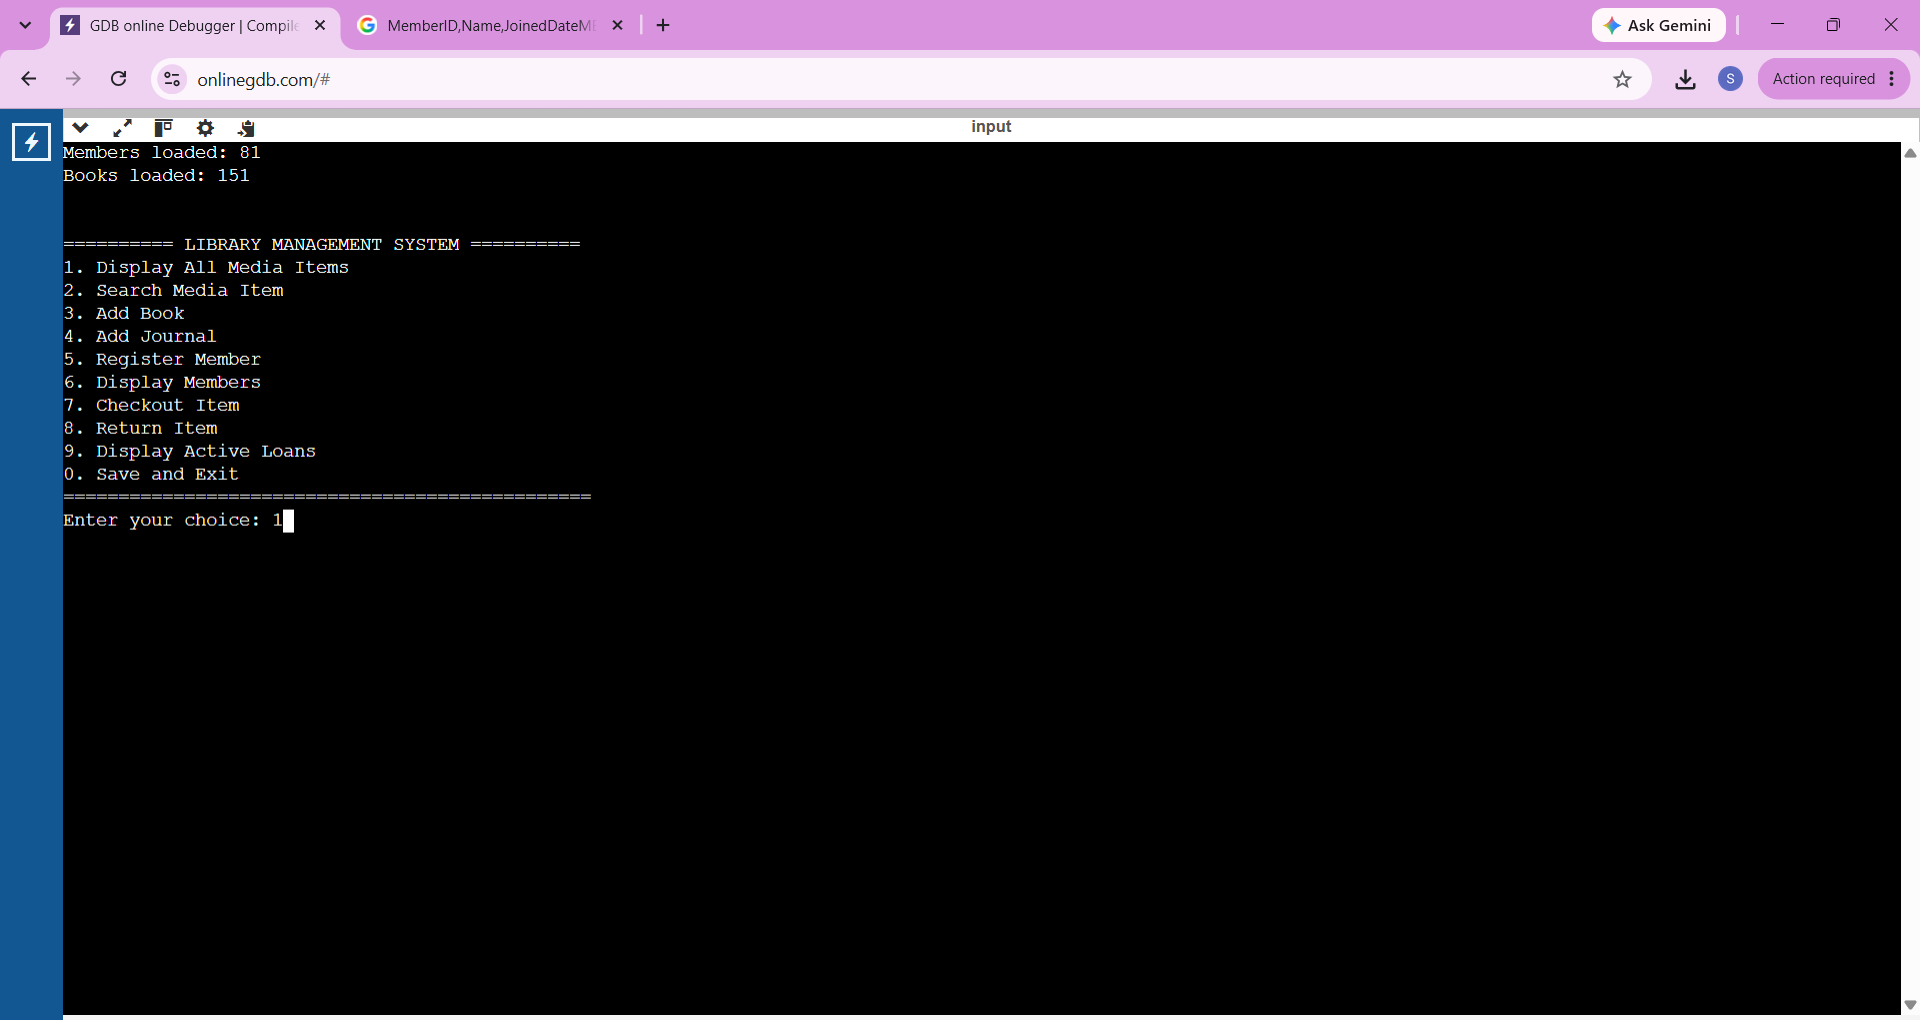 GDB online Debugger | Compile
MemberID,Name,JoinedDateME
Ask Gemini
onlinegdb.com/#
S
Action required
input
Members loaded: 81
Books loaded: 151
========== LIBRARY MANAGEMENT SYSTEM ==========
1. Display All Media Items
2. Search Media Item
3. Add Book
4. Add Journal
5. Register Member
6. Display Members
7. Checkout Item
8. Return Item
9. Display Active Loans
0. Save and Exit
================================================
Enter your choice: 1